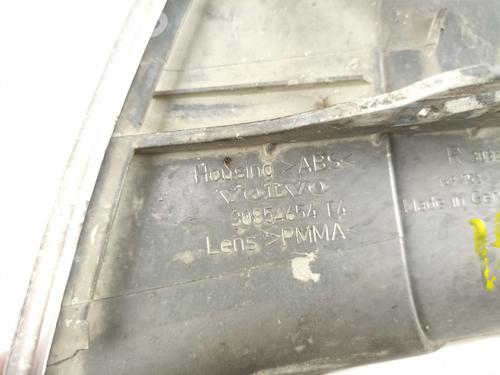 Housing >ABS<
VOLVO
30854654 T4
Lens >PMMA<
R
Made in